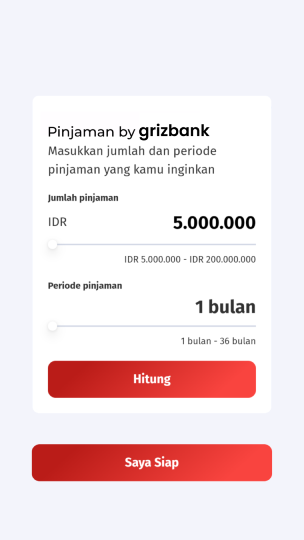 Pinjaman by grizbank
Masukkan jumlah dan periode
pinjaman yang kamu inginkan
Jumlah pinjaman
IDR 5.000.000
IDR 5.000.000 - IDR 200.000.000
Periode pinjaman
1 bulan
1 bulan - 36 bulan
Hitung
Saya Siap